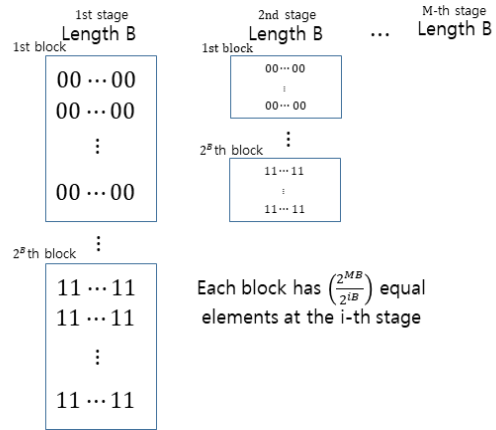 1st stage
Length B
1st block
00 ⋯ 00
00 ⋯ 00
⋮
00 ⋯ 00
⋮
2^B th block
11 ⋯ 11
11 ⋯ 11
⋮
11 ⋯ 11
2nd stage
Length B
1st block
00⋯ 00
⋮
00⋯ 00
⋮
2^B th block
11⋯ 11
⋮
11⋯ 11
⋯
M-th stage
Length B
Each block has (2^{MB}/2^{iB}) equal
elements at the i-th stage